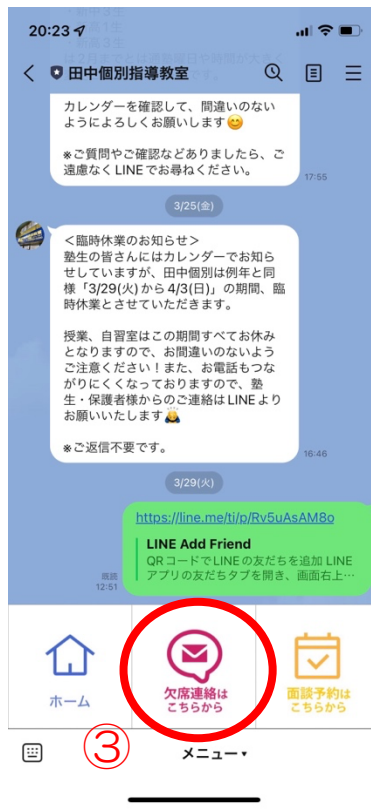 20:23
田中個別指導教室
カレンダーを確認して、間違いのない
ようによろしくお願いします😊
※ご質問やご確認などありましたら、ご
遠慮なくLINEでお尋ねください。
17:55
3/25(金)
<臨時休業のお知らせ>
塾生の皆さんにはカレンダーでお知ら
せしていますが、田中個別は例年と同
様「3/29(火)から4/3(日)」の期間、臨
時休業とさせていただきます。
授業、自習室はこの期間すべてお休み
となりますので、お間違いのないよう
ご注意ください！また、お電話もつな
がりにくくなっておりますので、塾
生・保護者様からのご連絡はLINEより
お願いいたします🙇
※ご返信不要です。
16:46
3/29(火)
https://line.me/ti/p/Rv5uAsAM8o
LINE Add Friend
QRコードでLINEの友だちを追加 LINE
アプリの友だちタブを開き、画面右上…
既読
12:51
ホーム
欠席連絡は
こちらから
面談予約は
こちらから
③
メニュー▾